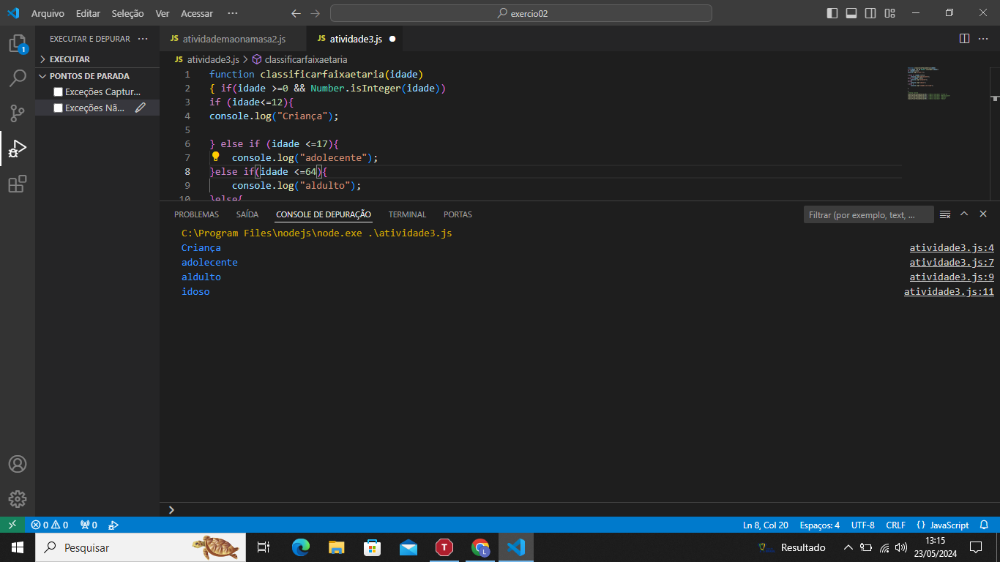 Arquivo Editar Seleção Ver Acessar ···
exercio02
EXECUTAR E DEPURAR ···
JS atividademaonamasa2.js
JS atividade3.js
1
EXECUTAR
JS atividade3.js > classificarfaixaetaria
PONTOS DE PARADA
Exceções Captur...
Exceções Nã...
1 function classificarfaixaetaria(idade)
2 { if(idade >=0 && Number.isInteger(idade))
3 if (idade<=12){
4 console.log("Criança");
5
6 } else if (idade <=17){
7 console.log("adolecente");
8 }else if(idade <=64){
9 console.log("aldulto");
10 }else{
PROBLEMAS SAÍDA CONSOLE DE DEPURAÇÃO TERMINAL PORTAS
Filtrar (por exemplo, text, ...
C:\Program Files\nodejs\node.exe .\atividade3.js
Criança atividade3.js:4
adolecente atividade3.js:7
aldulto atividade3.js:9
idoso atividade3.js:11
0 0 0
Ln 8, Col 20 Espaços: 4 UTF-8 CRLF {} JavaScript
Pesquisar
T
L
Resultado
13:15
23/05/2024